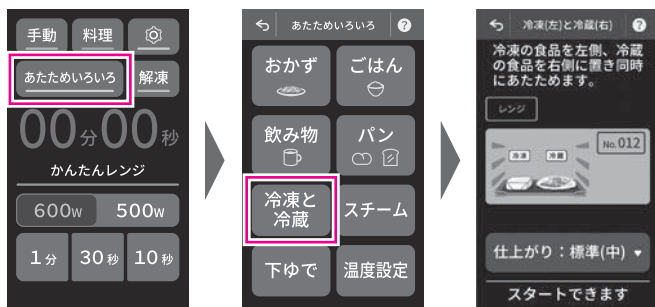 手動
料理
あたためいろいろ
解凍
00分00秒
かんたんレンジ
600W
500W
1分
30秒
10秒
あたためいろいろ
?
おかず
ごはん
飲み物
パン
冷凍と
冷蔵
スチーム
下ゆで
温度設定
冷凍(左)と冷蔵(右)
?
冷凍の食品を左側、冷蔵
の食品を右側に置き同時
にあたためます。
レンジ
No.012
冷凍
冷蔵
仕上がり：標準(中)
スタートできます